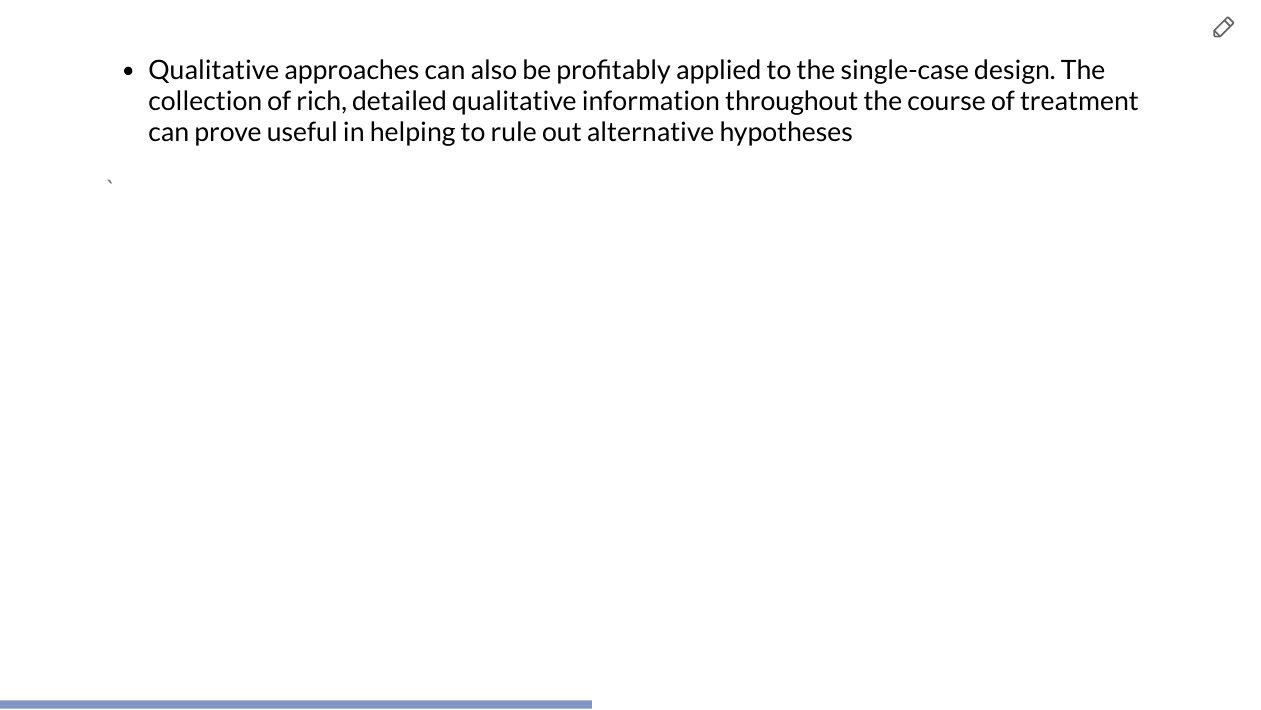 • Qualitative approaches can also be profitably applied to the single-case design. The
collection of rich, detailed qualitative information throughout the course of treatment
can prove useful in helping to rule out alternative hypotheses
`